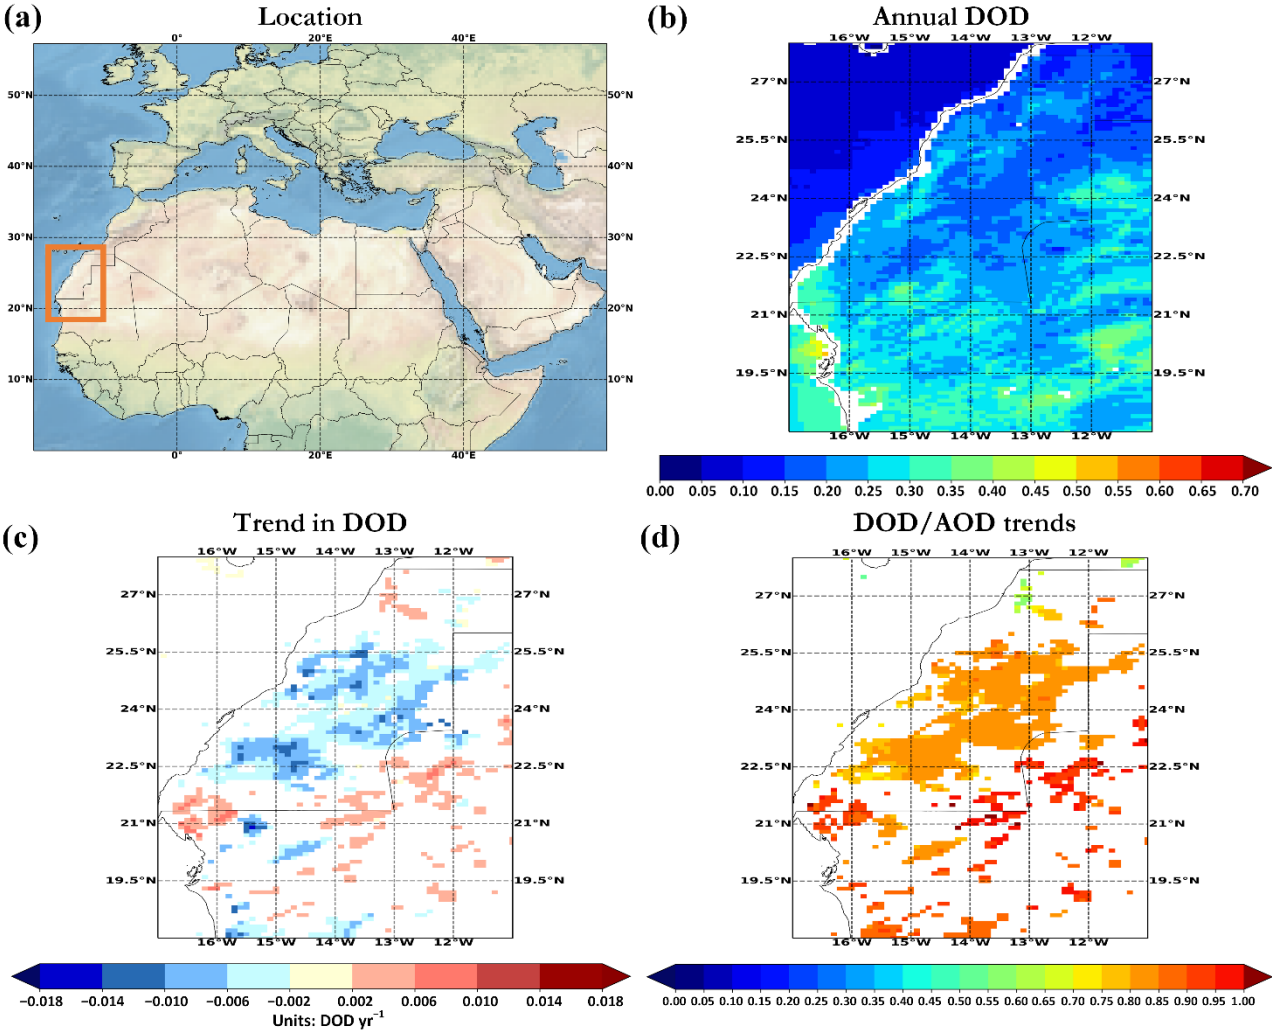 (a)
Location
0°
20°E
40°E
50°N
50°N
40°N
40°N
30°N
30°N
20°N
20°N
10°N
10°N
0°
20°E
40°E
(b)
Annual DOD
27°N
27°N
25.5°N
25.5°N
24°N
24°N
22.5°N
22.5°N
21°N
21°N
19.5°N
19.5°N
16°W 15°W 14°W 13°W 12°W
0.00 0.05 0.10 0.15 0.20 0.25 0.30 0.35 0.40 0.45 0.50 0.55 0.60 0.65 0.70
(c)
Trend in DOD
16°W 15°W 14°W 13°W 12°W
27°N
27°N
25.5°N
25.5°N
24°N
24°N
22.5°N
22.5°N
21°N
21°N
19.5°N
19.5°N
16°W 15°W 14°W 13°W 12°W
−0.018 −0.014 −0.010 −0.006 −0.002 0.002 0.006 0.010 0.014 0.018
Units: DOD yr⁻¹
(d)
DOD/AOD trends
16°W 15°W 14°W 13°W 12°W
27°N
27°N
25.5°N
25.5°N
24°N
24°N
22.5°N
22.5°N
21°N
21°N
19.5°N
19.5°N
16°W 15°W 14°W 13°W 12°W
0.00 0.05 0.10 0.15 0.20 0.30 0.35 0.40 0.45 0.50 0.55 0.60 0.65 0.70 0.75 0.80 0.85 0.90 0.95 1.00